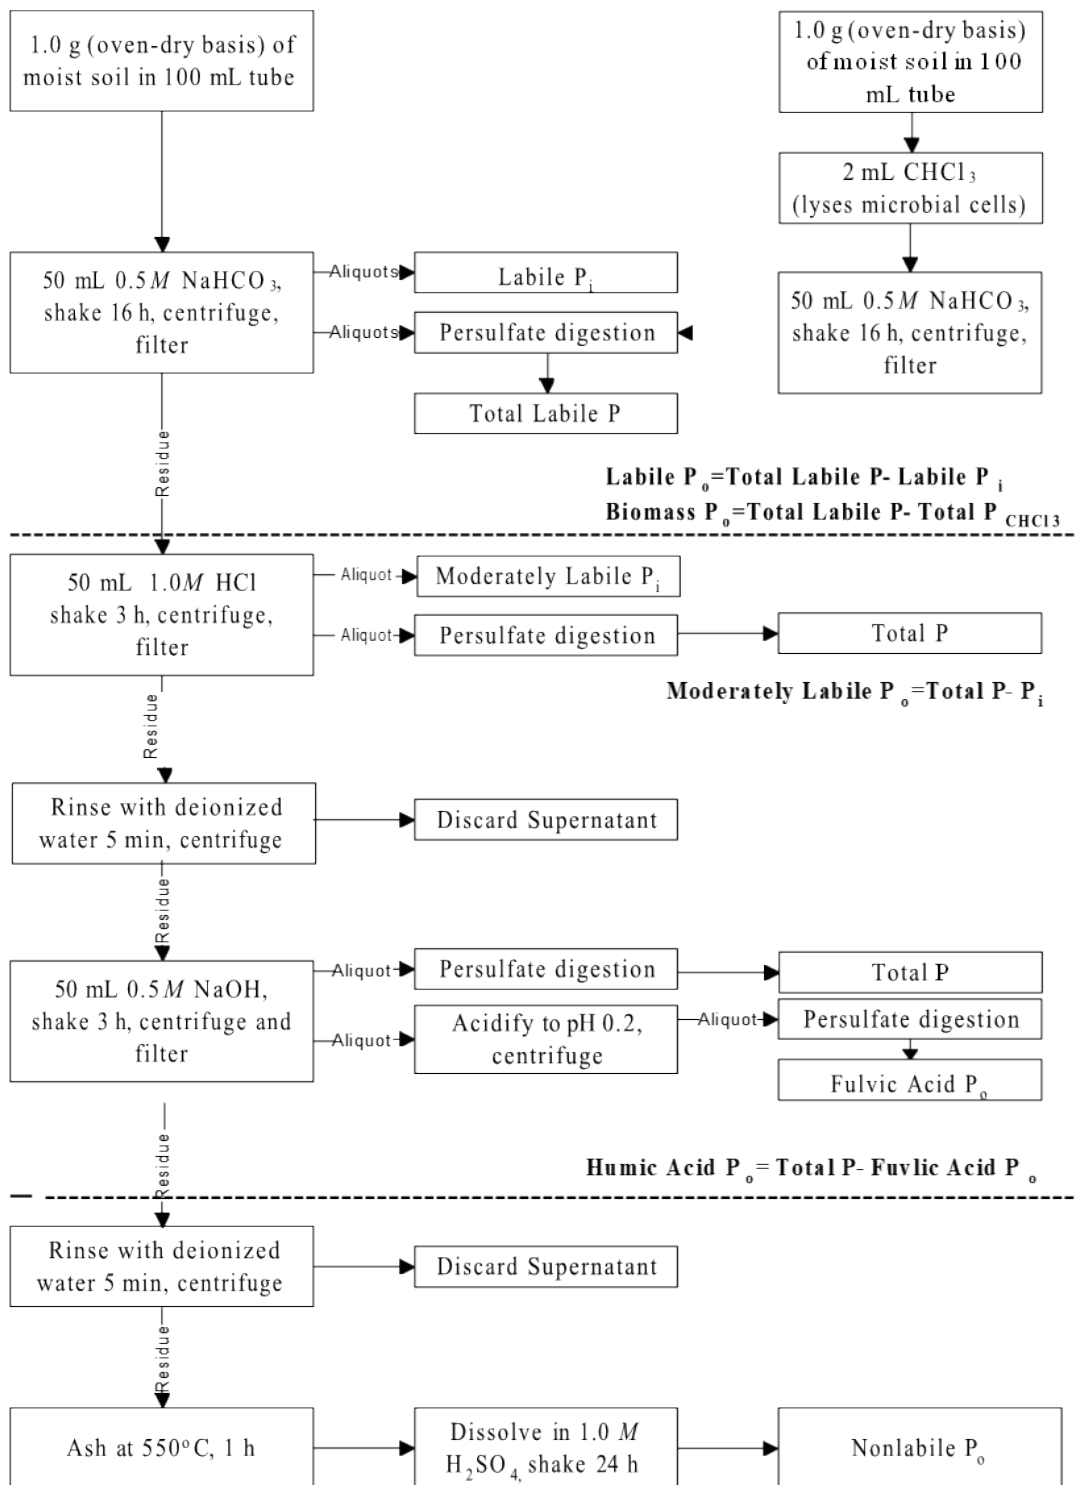 1.0 g (oven-dry basis) of
moist soil in 100 mL tube
1.0 g (oven-dry basis)
of moist soil in 100
mL tube
2 mL CHCl₃
(lyses microbial cells)
50 mL 0.5M NaHCO₃,
shake 16 h, centrifuge,
filter
Aliquots
Labile Pᵢ
Aliquots
Persulfate digestion
Total Labile P
50 mL 0.5M NaHCO₃,
shake 16 h, centrifuge,
filter
Residue
Labile Pₒ=Total Labile P- Labile Pᵢ
Biomass Pₒ=Total Labile P- Total P CHCl3
50 mL 1.0M HCl
shake 3 h, centrifuge,
filter
Aliquot
Moderately Labile Pᵢ
Aliquot
Persulfate digestion
Total P
Moderately Labile Pₒ=Total P- Pᵢ
Residue
Rinse with deionized
water 5 min, centrifuge
Discard Supernatant
Residue
50 mL 0.5M NaOH,
shake 3 h, centrifuge and
filter
Aliquot
Persulfate digestion
Total P
Aliquot
Acidify to pH 0.2,
centrifuge
Aliquot
Persulfate digestion
Fulvic Acid Pₒ
Residue
Humic Acid Pₒ= Total P- Fuvlic Acid Pₒ
Rinse with deionized
water 5 min, centrifuge
Discard Supernatant
Residue
Ash at 550°C, 1 h
Dissolve in 1.0 M
H₂SO₄, shake 24 h
Nonlabile Pₒ